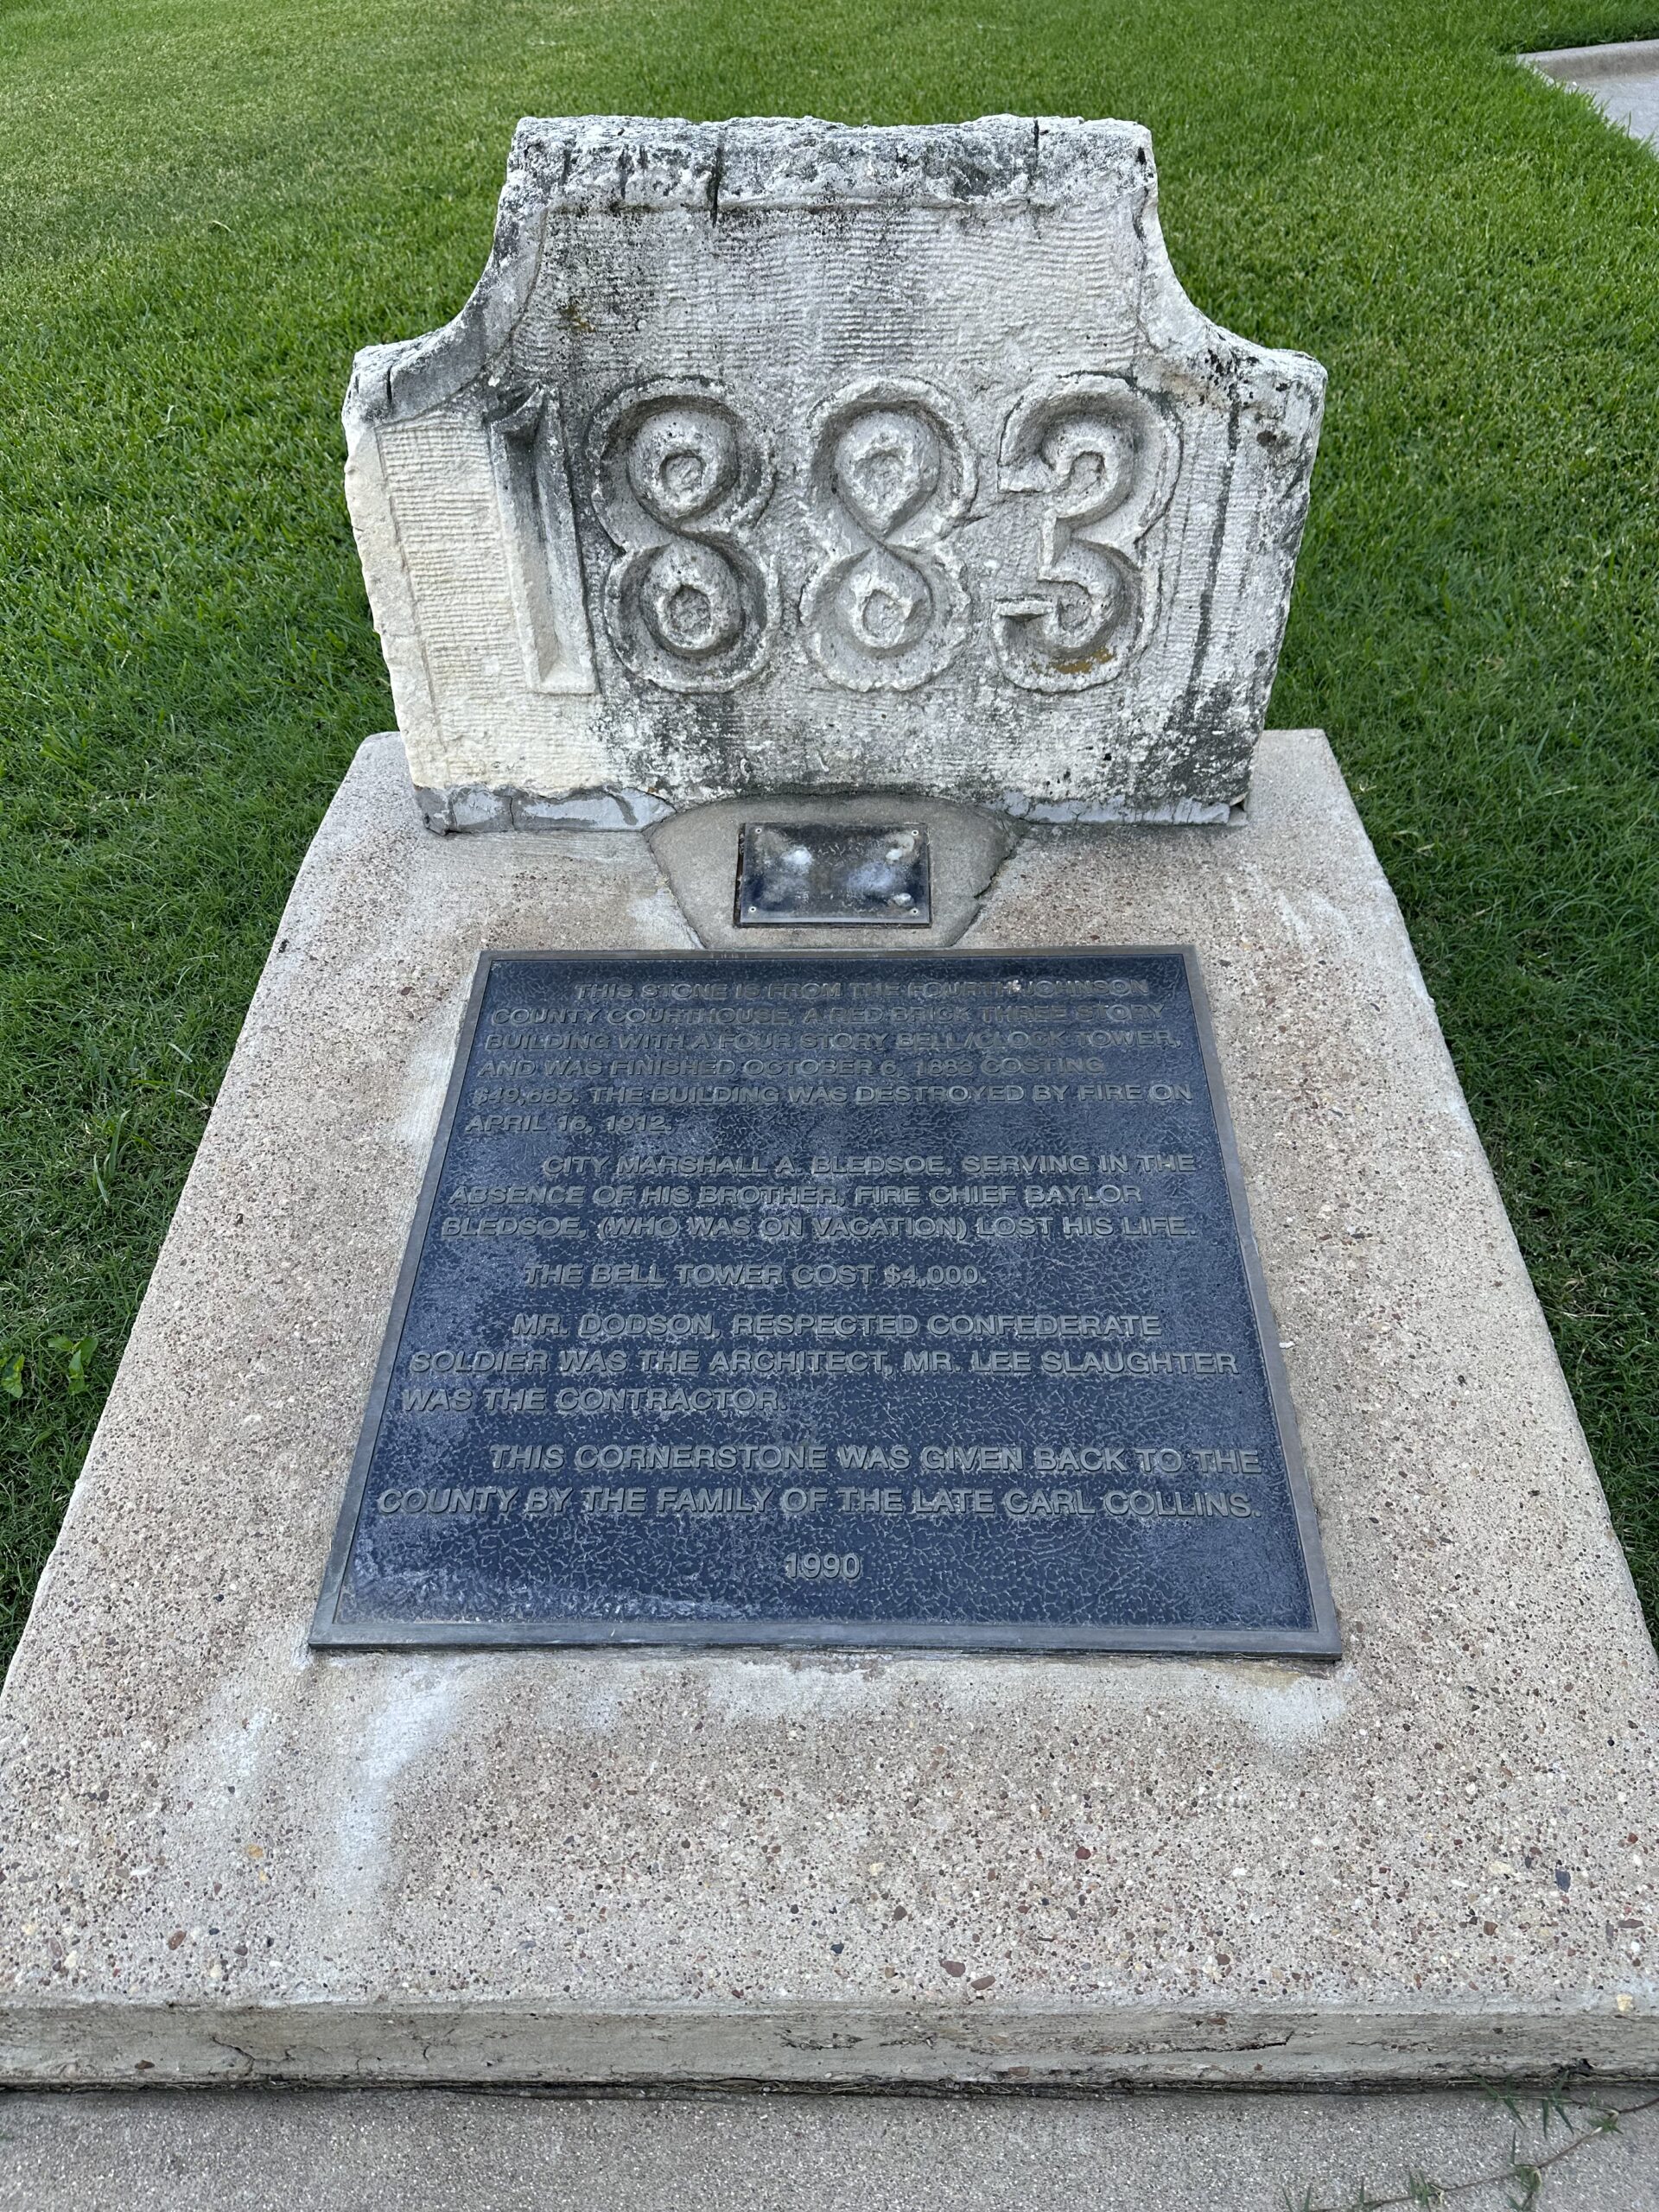 1883
THIS STONE IS FROM THE FOURTH JOHNSON
COUNTY COURTHOUSE, A RED BRICK THREE STORY
BUILDING WITH A FOUR STORY BELL/CLOCK TOWER,
AND WAS FINISHED OCTOBER 6, 1883 COSTING
$49,685. THE BUILDING WAS DESTROYED BY FIRE ON
APRIL 16, 1912.
CITY MARSHALL A. BLEDSOE, SERVING IN THE
ABSENCE OF HIS BROTHER, FIRE CHIEF BAYLOR
BLEDSOE, (WHO WAS ON VACATION) LOST HIS LIFE.
THE BELL TOWER COST $4,000.
MR. DODSON, RESPECTED CONFEDERATE
SOLDIER WAS THE ARCHITECT, MR. LEE SLAUGHTER
WAS THE CONTRACTOR.
THIS CORNERSTONE WAS GIVEN BACK TO THE
COUNTY BY THE FAMILY OF THE LATE CARL COLLINS.
1990